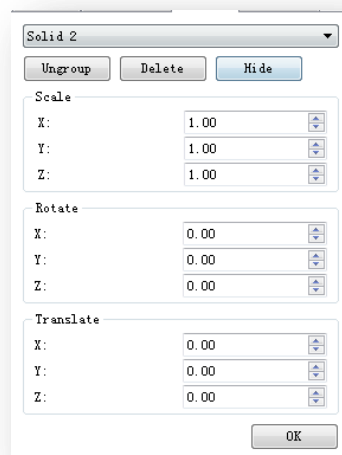 Solid 2
Ungroup Delete Hide
Scale
X: 1.00
Y: 1.00
Z: 1.00
Rotate
X: 0.00
Y: 0.00
Z: 0.00
Translate
X: 0.00
Y: 0.00
Z: 0.00
OK